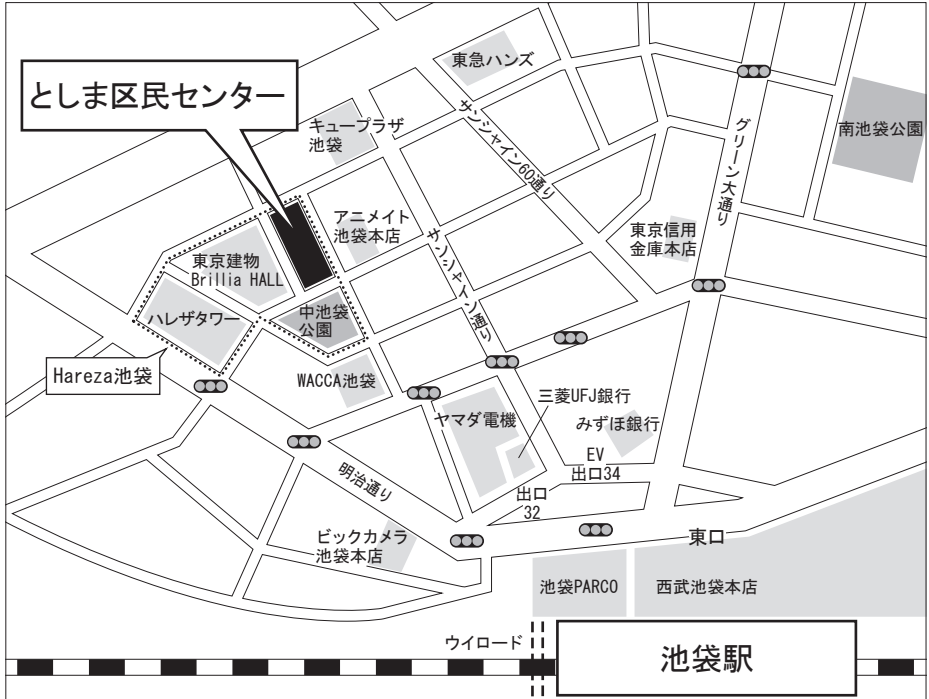 東急ハンズ
としま区民センター
キュープラザ
池袋
サンシャイン60通り
グリーン大通り
南池袋公園
アニメイト
池袋本店
東京信用
金庫本店
サンシャイン通り
東京建物
Brillia HALL
ハレザタワー
中池袋
公園
Hareza池袋
WACCA池袋
三菱UFJ銀行
ヤマダ電機
みずほ銀行
EV
出口34
明治通り
出口
32
ビックカメラ
池袋本店
東口
池袋PARCO
西武池袋本店
ウイロード
池袋駅